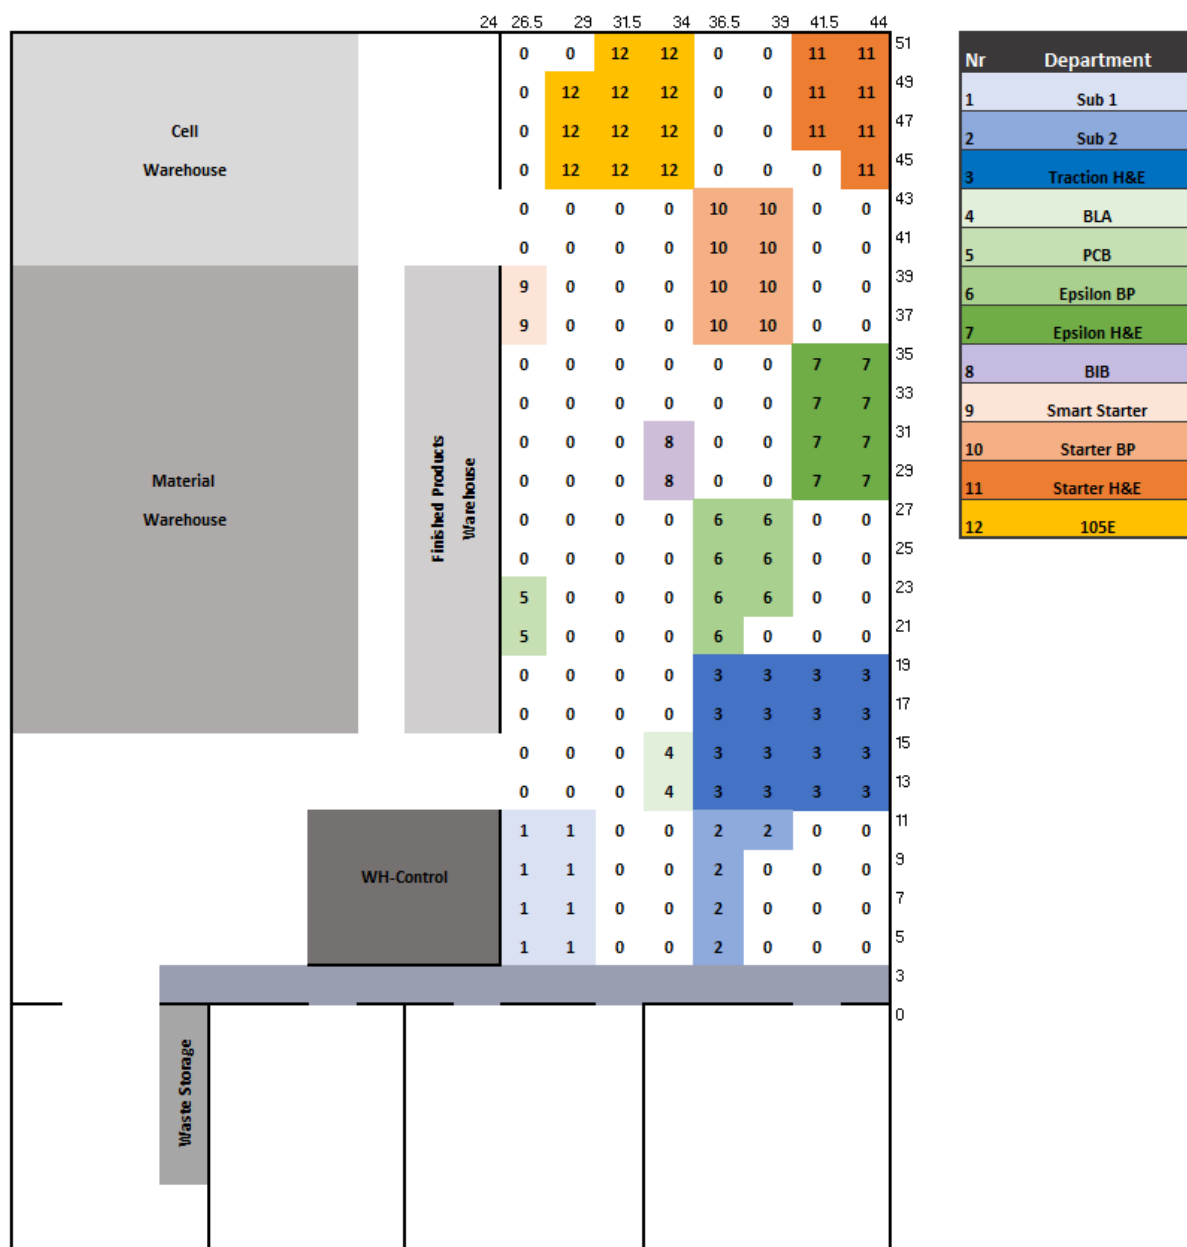 24 26.5 29 31.5 34 36.5 39 41.5 44
51
0 0 12 12 0 0 11 11
49
0 12 12 12 0 0 11 11
47
0 12 12 12 0 0 11 11
45
0 12 12 12 0 0 0 11
43
0 0 0 0 10 10 0 0
41
0 0 0 0 10 10 0 0
39
9 0 0 0 10 10 0 0
37
9 0 0 0 10 10 0 0
35
0 0 0 0 0 0 7 7
33
0 0 0 0 0 0 7 7
31
0 0 0 8 0 0 7 7
29
0 0 0 8 0 0 7 7
27
0 0 0 0 6 6 0 0
25
0 0 0 0 6 6 0 0
23
5 0 0 0 6 6 0 0
21
5 0 0 0 6 0 0 0
19
0 0 0 0 3 3 3 3
17
0 0 0 0 3 3 3 3
15
0 0 0 4 3 3 3 3
13
0 0 0 4 3 3 3 3
11
1 1 0 0 2 2 0 0
9
1 1 0 0 2 0 0 0
7
1 1 0 0 2 0 0 0
5
1 1 0 0 2 0 0 0
3
0
Cell
Warehouse
Material
Warehouse
Finished Products
Warehouse
WH-Control
Waste Storage
Nr Department
1 Sub 1
2 Sub 2
3 Traction H&E
4 BLA
5 PCB
6 Epsilon BP
7 Epsilon H&E
8 BIB
9 Smart Starter
10 Starter BP
11 Starter H&E
12 105E